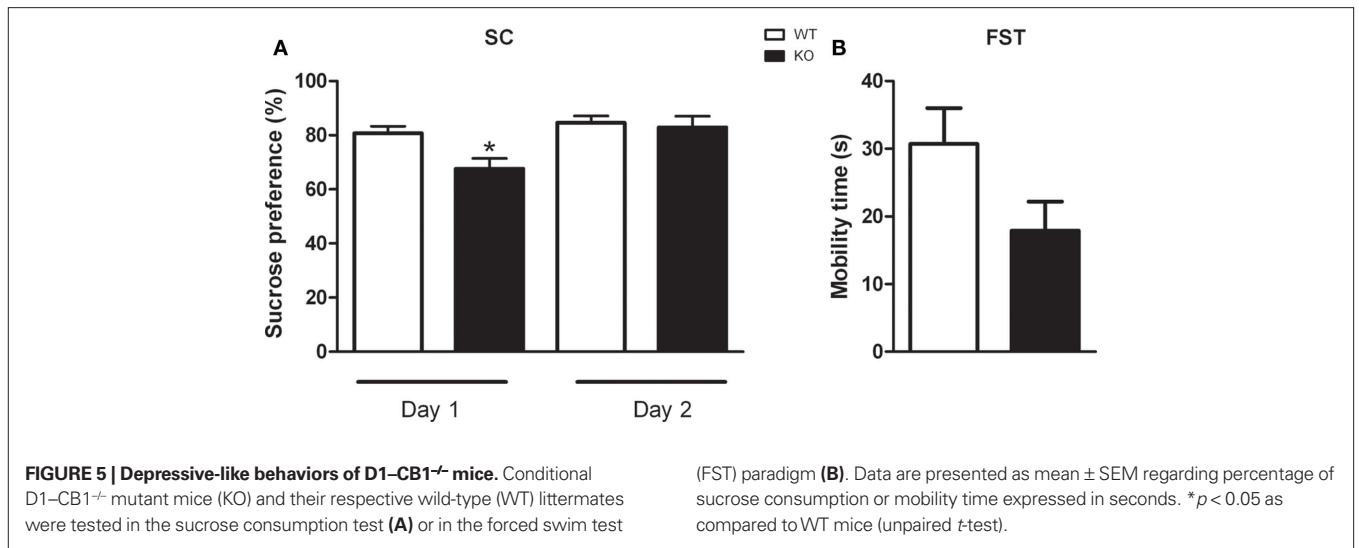 A
SC
WT
KO
B
FST
Sucrose preference (%)
100
80
60
40
20
0
*
Day 1
Day 2
Mobility time (s)
40
30
20
10
0
FIGURE 5 | Depressive-like behaviors of D1–CB1−/− mice. Conditional
D1–CB1−/− mutant mice (KO) and their respective wild-type (WT) littermates
were tested in the sucrose consumption test (A) or in the forced swim test
(FST) paradigm (B). Data are presented as mean ± SEM regarding percentage of
sucrose consumption or mobility time expressed in seconds. *p < 0.05 as
compared to WT mice (unpaired t-test).